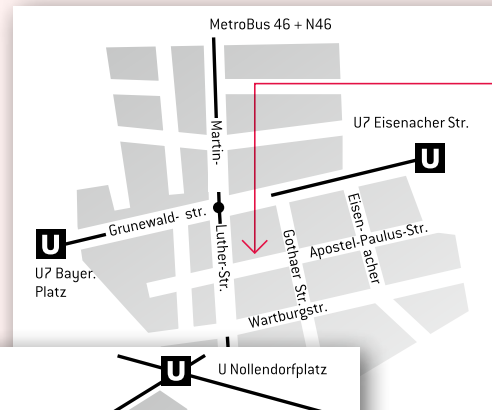 MetroBus 46 + N46
Martin-
U7 Eisenacher Str.
U
Grunewald- str.
U
U7 Bayer.
Platz
Luther-Str.
Gothaer Str.
Eisen- acher
Apostel-Paulus-Str.
Wartburgstr.
U
U Nollendorfplatz